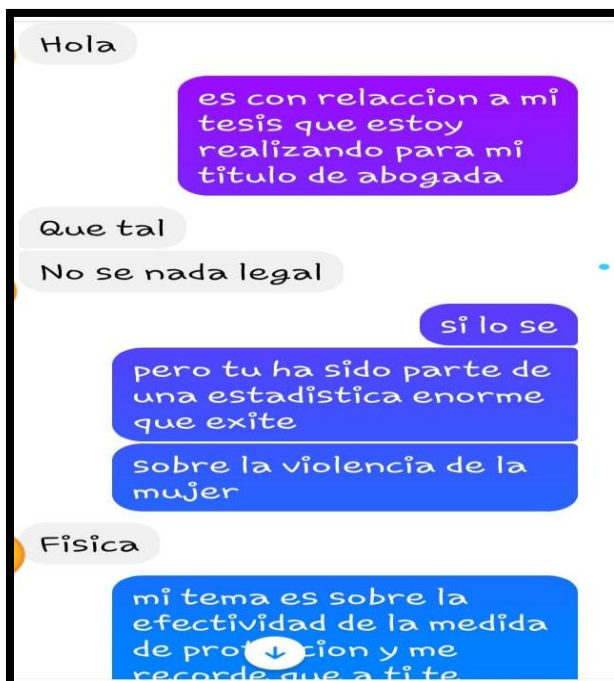 Hola
es con relaccion a mi
tesis que estoy
realizando para mi
titulo de abogada
Que tal
No se nada legal
si lo se
pero tu ha sido parte de
una estadistica enorme
que exite
sobre la violencia de la
mujer
Fisica
mi tema es sobre la
efectividad de la medida
de y me
recorde que a ti te